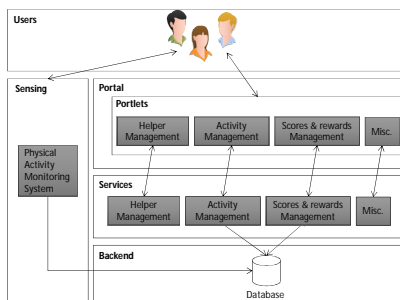 Users
Sensing
Portal
Portlets
Helper
Management
Activity
Management
Scores & rewards
Management
Misc.
Physical
Activity
Monitoring
System
Services
Helper
Management
Activity
Management
Scores & rewards
Management
Misc.
Backend
Database